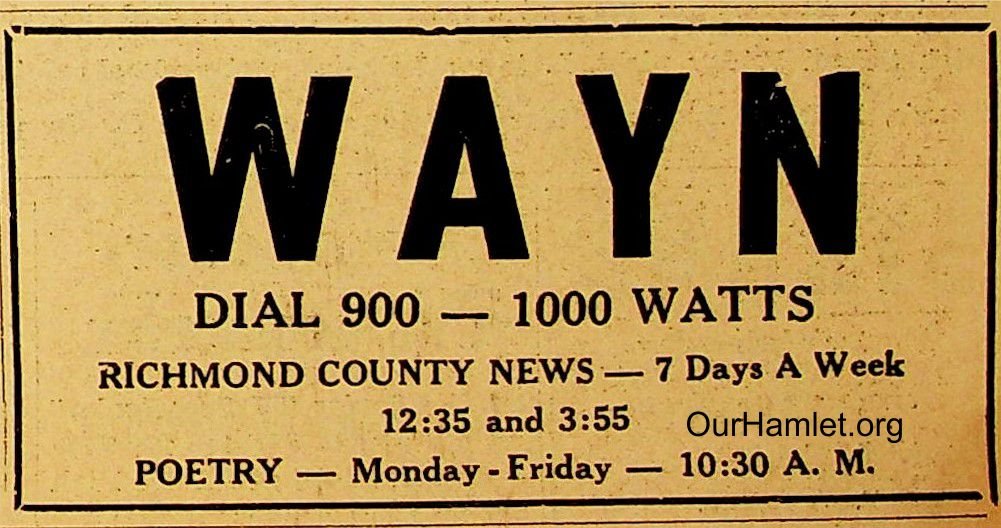 WAYN
DIAL 900 — 1000 WATTS
RICHMOND COUNTY NEWS — 7 Days A Week
12:35 and 3:55
OurHamlet.org
POETRY — Monday - Friday — 10:30 A. M.